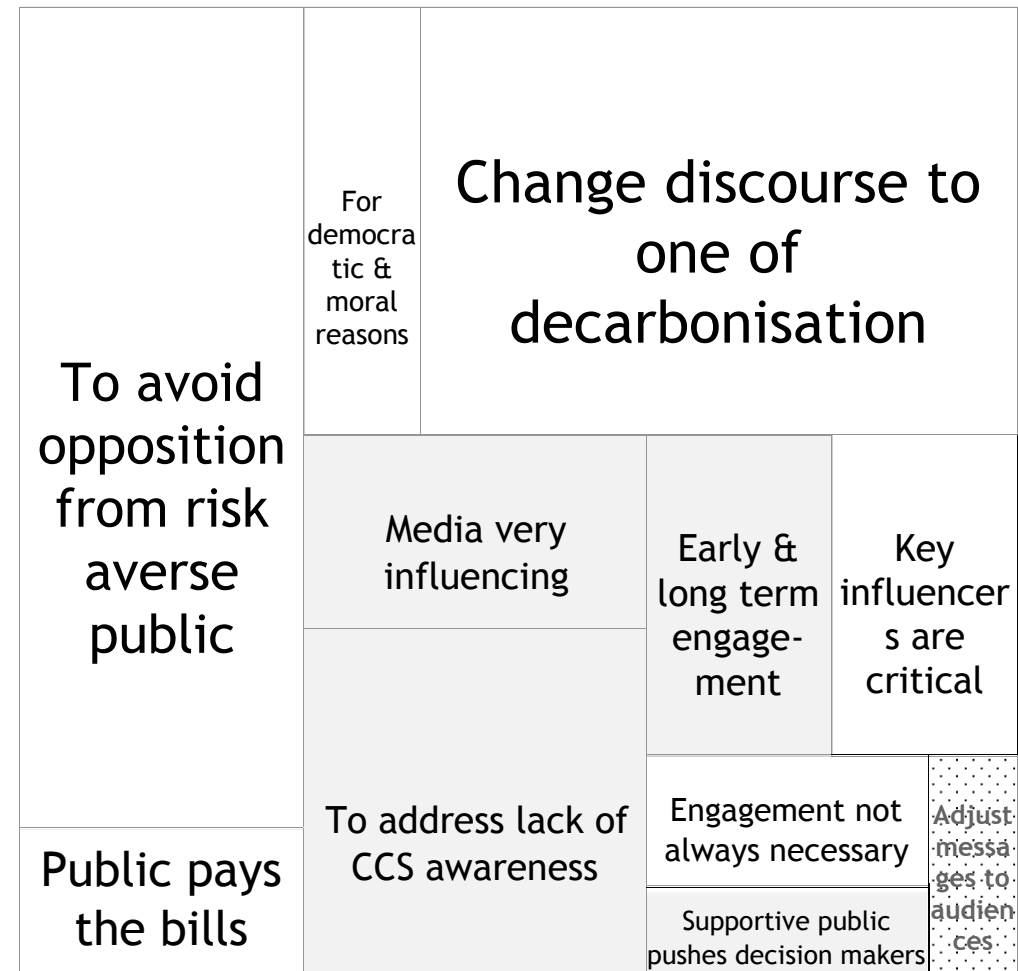 To avoid
opposition
from risk
averse
public
Public pays
the bills
For
democra
tic &
moral
reasons
Change discourse to
one of
decarbonisation
Media very
influencing
To address lack of
CCS awareness
Early &
long term
engage-
ment
Key
influencer
s are
critical
Engagement not
always necessary
Supportive public
pushes decision makers
Adjust
messa
ges to
audien
ces